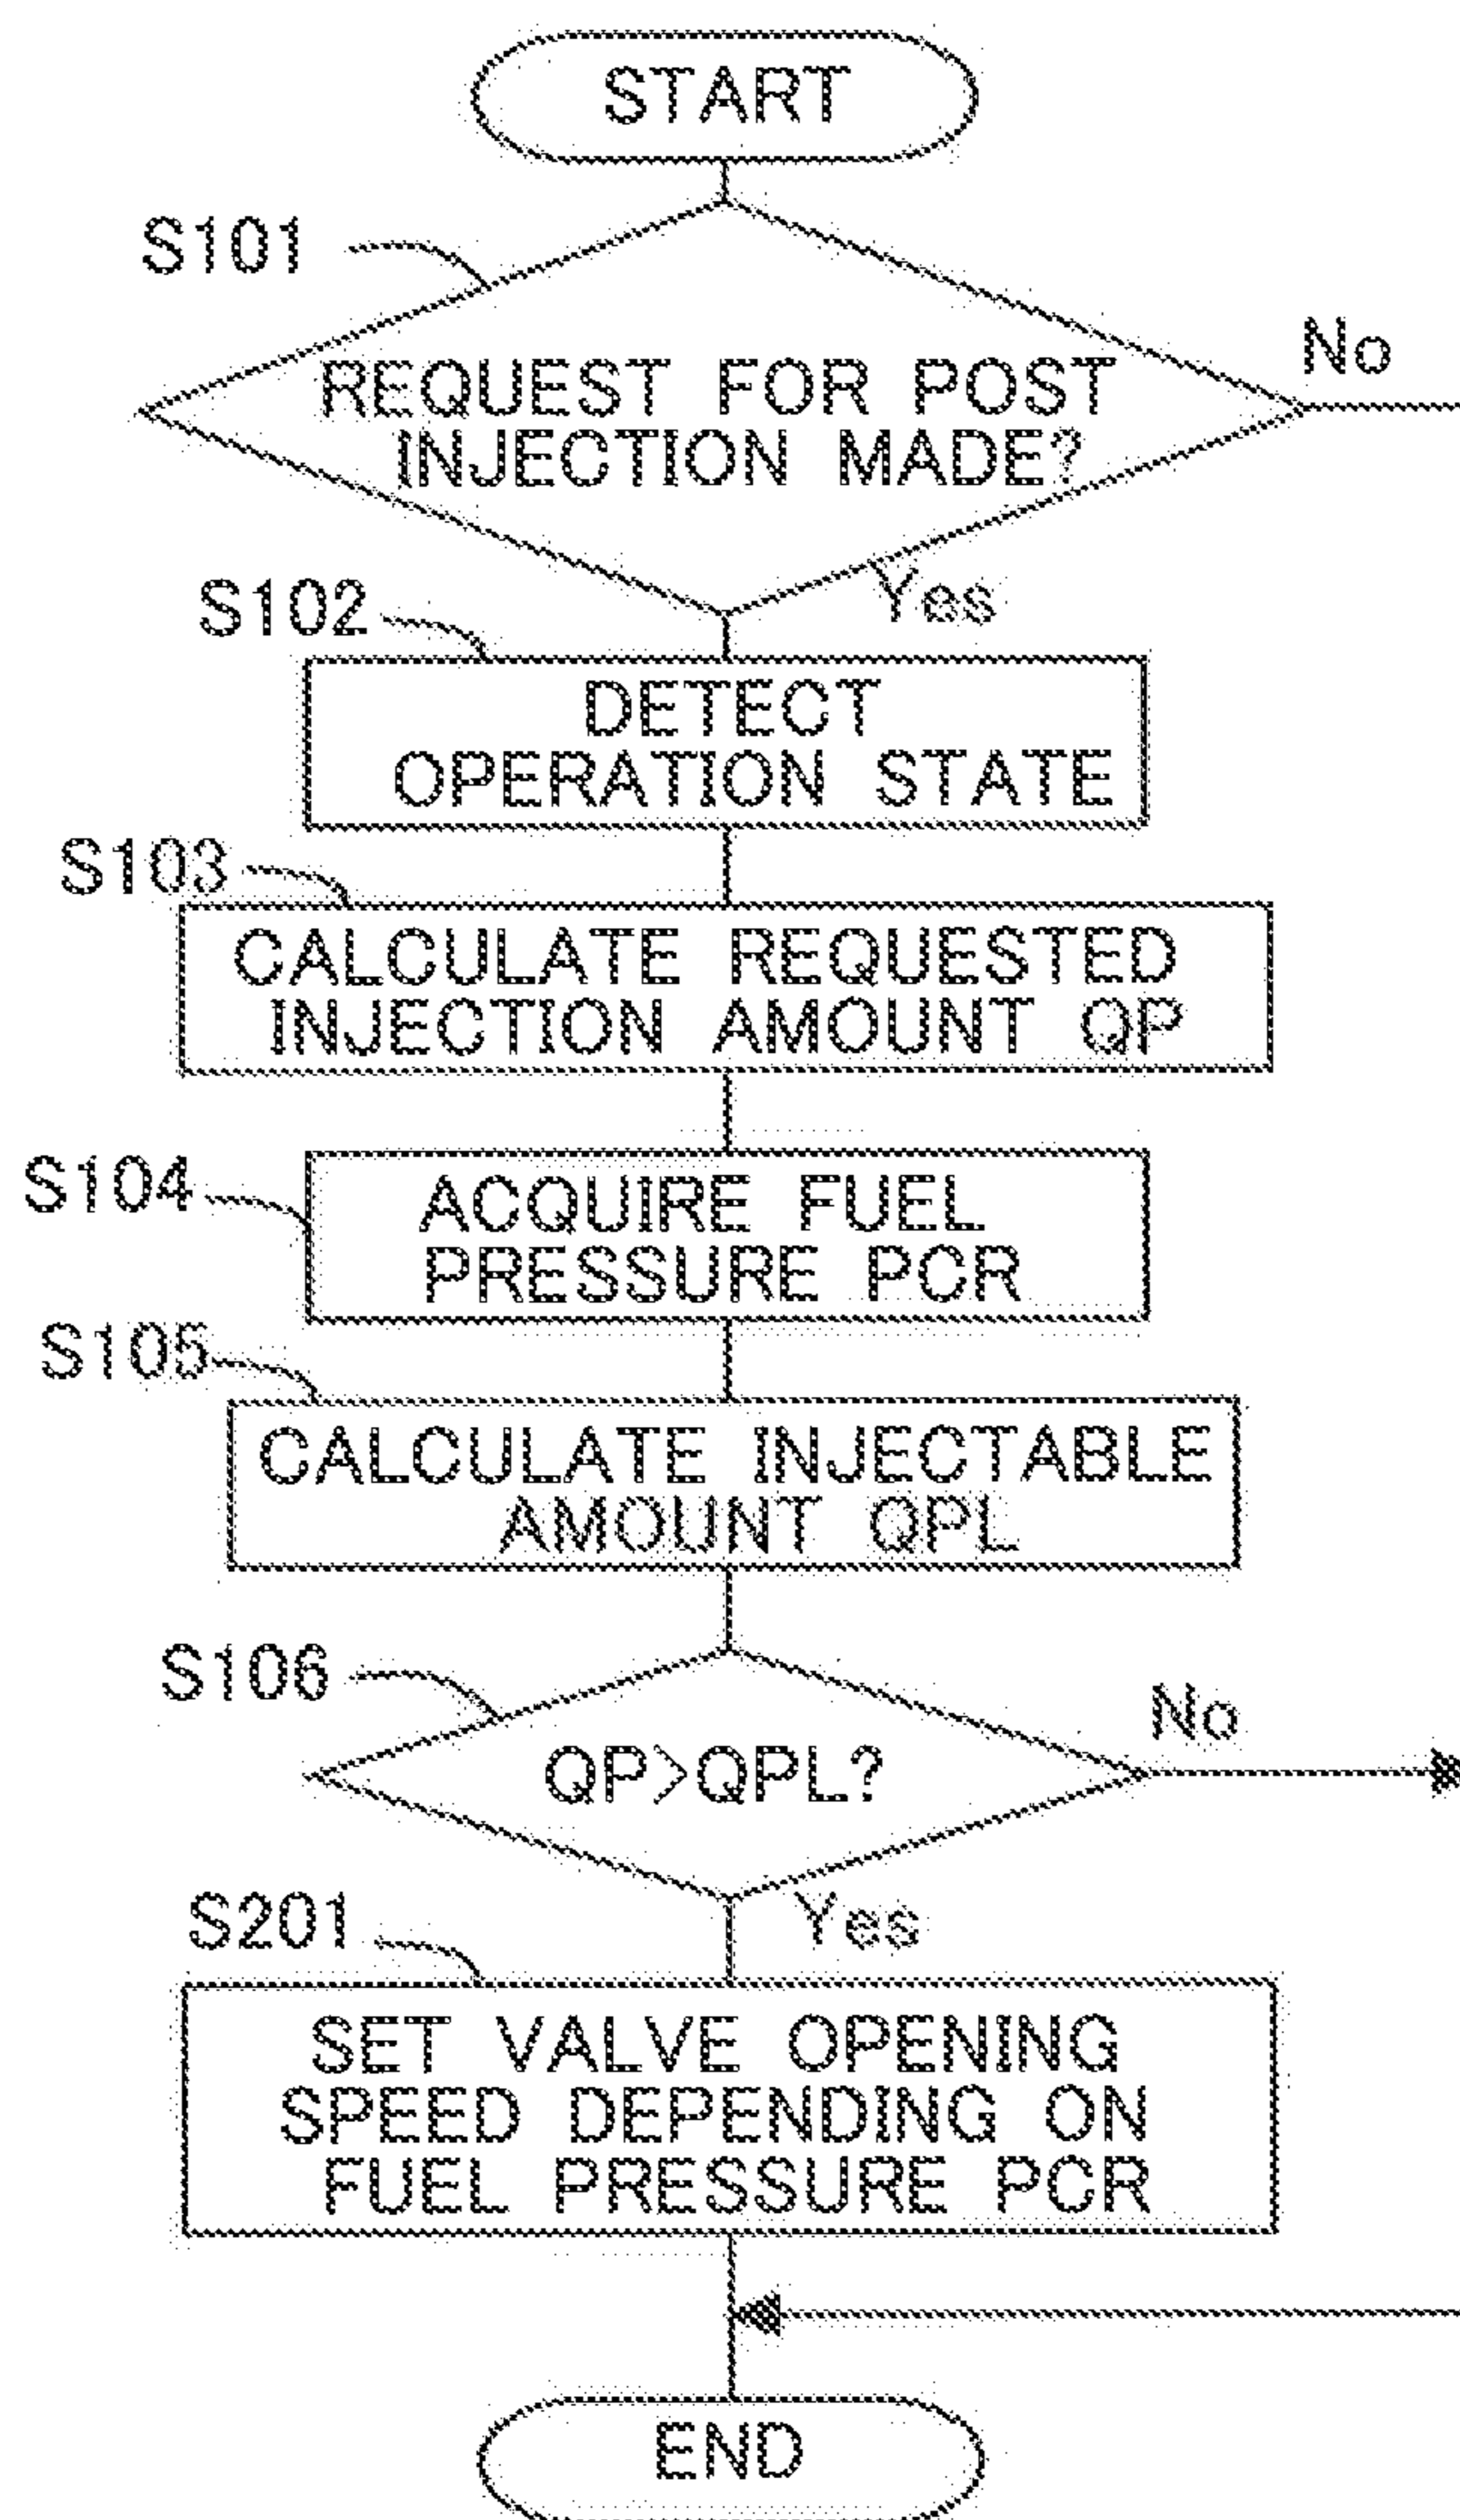 START
S101
REQUEST FOR POST
INJECTION MADE?
No
Yes
S102
DETECT
OPERATION STATE
S103
CALCULATE REQUESTED
INJECTION AMOUNT QP
S104
ACQUIRE FUEL
PRESSURE PCR
S105
CALCULATE INJECTABLE
AMOUNT QPL
S106
QP>QPL?
No
Yes
S201
SET VALVE OPENING
SPEED DEPENDING ON
FUEL PRESSURE PCR
END